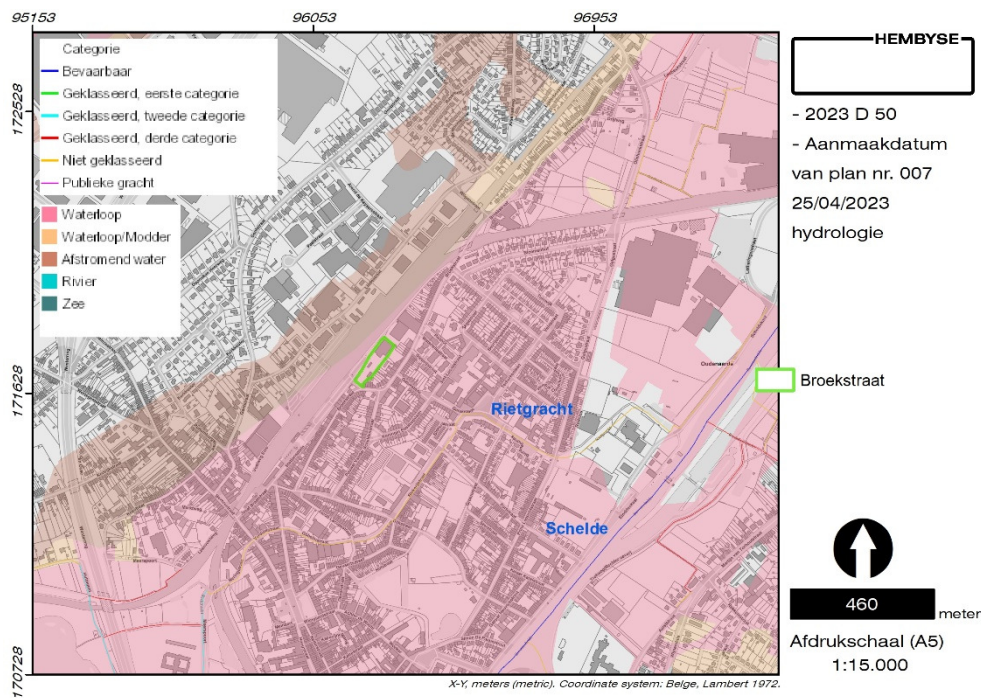 95153
96053
96953
172528
171628
170728
Categorie
Bevaarbaar
Geklasseerd, eerste categorie
Geklasseerd, tweede categorie
Geklasseerd, derde categorie
Niet geklasseerd
Publieke gracht
Waterloop
Waterloop/Modder
Afstromend water
Rivier
Zee
Oudenaarde
Rietgracht
Schelde
HEMBYSE
- 2023 D 50
- Aanmaakdatum
van plan nr. 007
25/04/2023
hydrologie
Broekstraat
460
meter
Afdrukschaal (A5)
1:15.000
X-Y, meters (metric). Coordinate system: Belge, Lambert 1972.